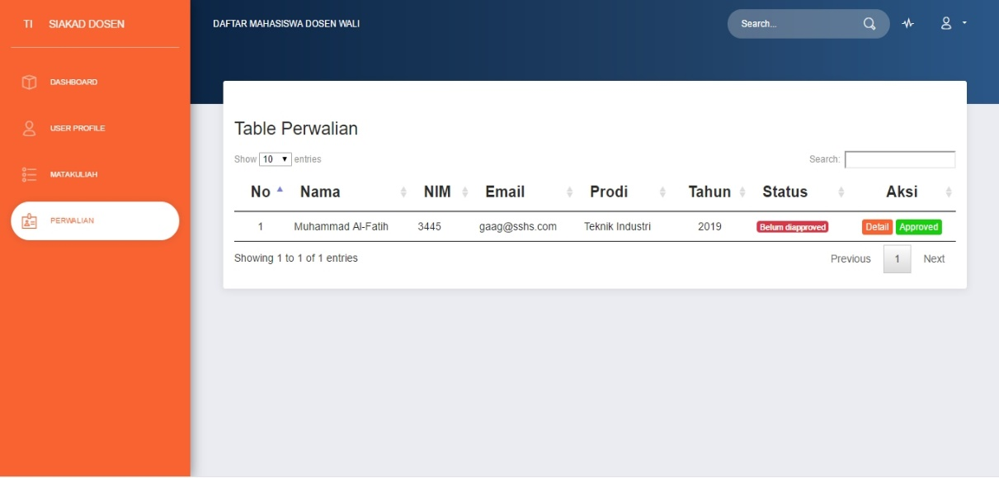 TI SIAKAD DOSEN
DAFTAR MAHASISWA DOSEN WALI
Search...
DASHBOARD
USER PROFILE
MATAKULIAH
PERWALIAN
Table Perwalian
Show 10 entries
Search:
No Nama NIM Email Prodi Tahun Status Aksi
1 Muhammad Al-Fatih 3445 gaag@sshs.com Teknik Industri 2019 Belum diapproved Detail Approved
Showing 1 to 1 of 1 entries
Previous 1 Next